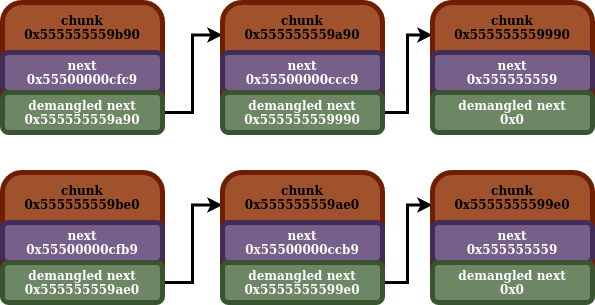 chunk
0x555555559b90
next
0x55500000cfc9
demangled next
0x555555559a90
chunk
0x555555559a90
next
0x55500000ccc9
demangled next
0x555555559990
chunk
0x555555559990
next
0x555555559
demangled next
0x0
chunk
0x555555559be0
next
0x55500000cfb9
demangled next
0x555555559ae0
chunk
0x555555559ae0
next
0x55500000ccb9
demangled next
0x5555555599e0
chunk
0x5555555599e0
next
0x555555559
demangled next
0x0